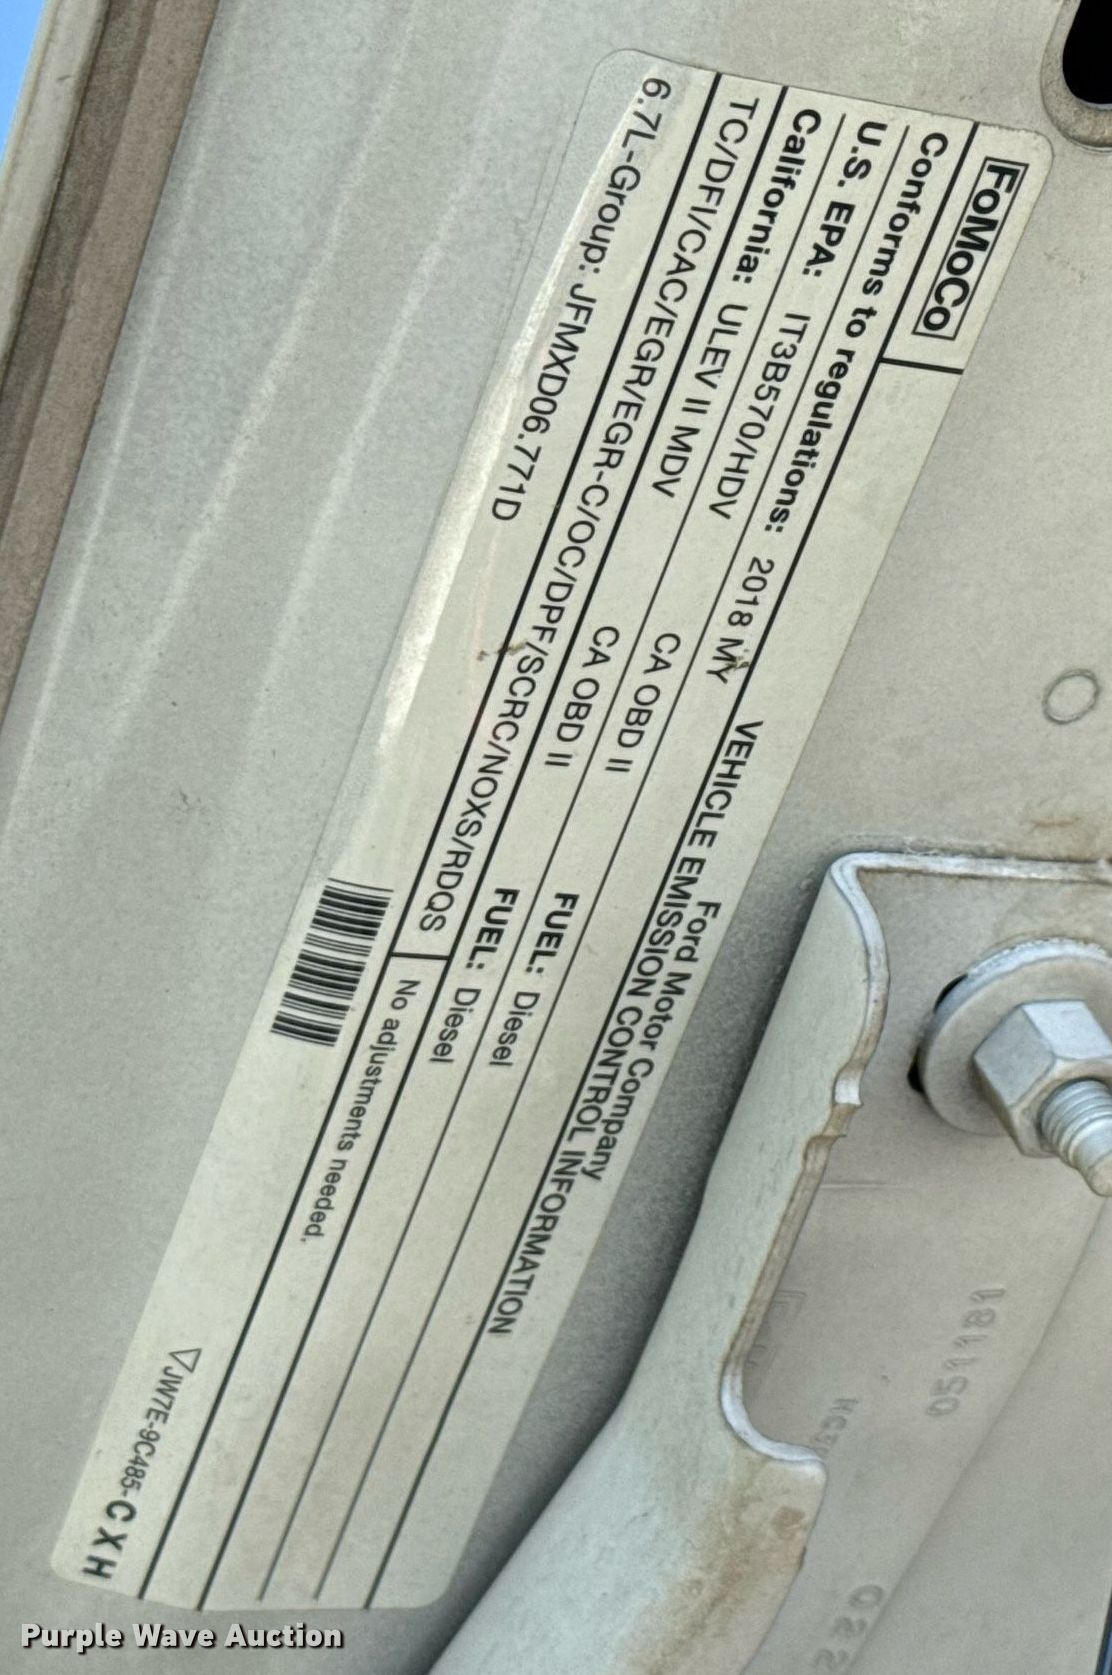 FoMoCo
Ford Motor Company
VEHICLE EMISSION CONTROL INFORMATION
Conforms to regulations: 2018 MY
U.S. EPA: IT3B570/HDV CA OBD II FUEL: Diesel
California: ULEV II MDV CA OBD II FUEL: Diesel
TC/DFI/CAC/EGR/EGR-C/OC/DPF/SCRC/NOXS/RDQS No adjustments needed.
6.7L-Group: JFMXD06.771D
JW7E-9C485-CXH
051181
Purple Wave Auction